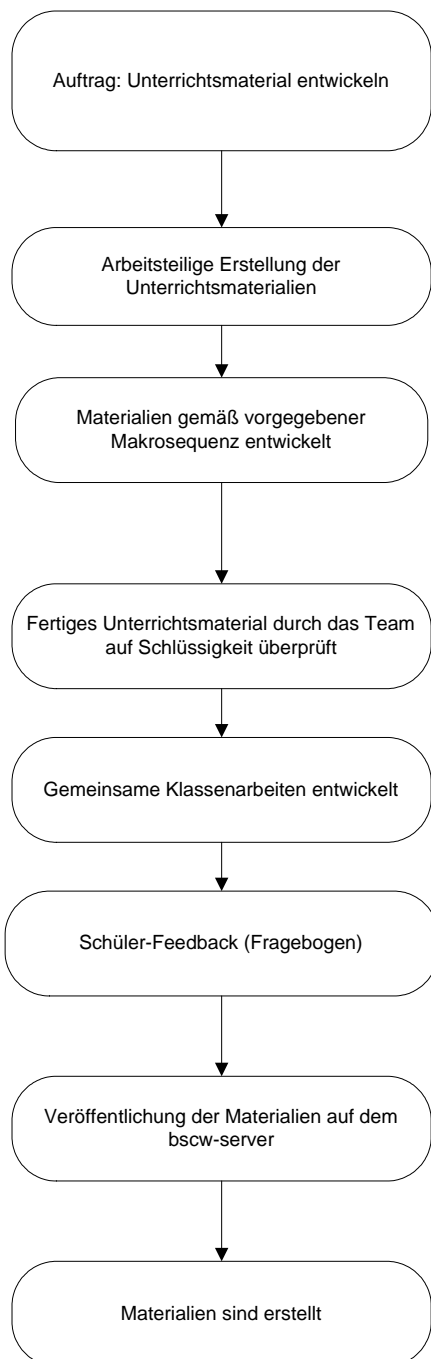 Auftrag: Unterrichtsmaterial entwickeln
Arbeitsteilige Erstellung der
Unterrichtsmaterialien
Materialien gemäß vorgegebener
Makrosequenz entwickelt
Fertiges Unterrichtsmaterial durch das Team
auf Schlüssigkeit überprüft
Gemeinsame Klassenarbeiten entwickelt
Schüler-Feedback (Fragebogen)
Veröffentlichung der Materialien auf dem
bscw-server
Materialien sind erstellt